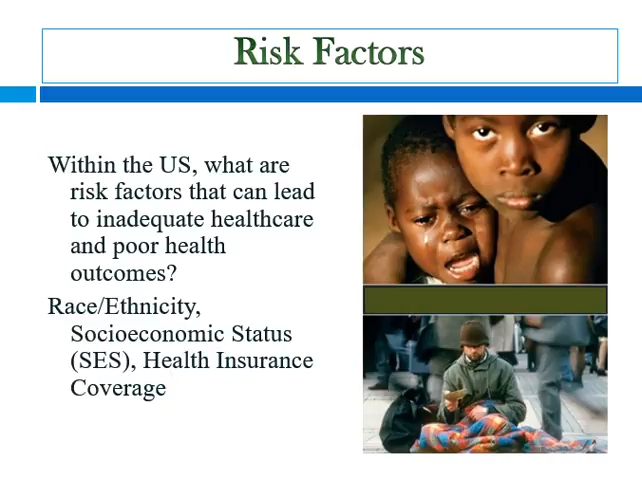 Risk Factors
Within the US, what are
risk factors that can lead
to inadequate healthcare
and poor health
outcomes?
Race/Ethnicity,
Socioeconomic Status
(SES), Health Insurance
Coverage